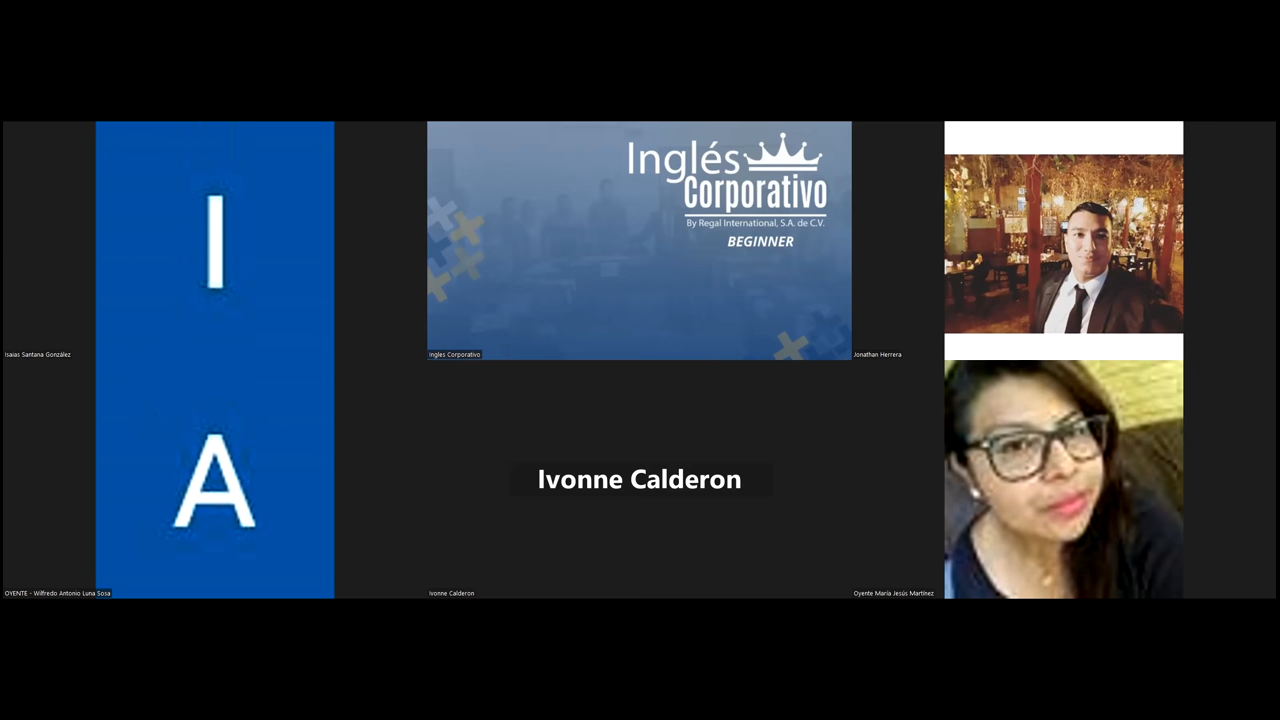 I
Isaias Santana González
Inglés
Corporativo
By Regal International, S.A. de C.V.
BEGINNER
Ingles Corporativo
Jonathan Herrera
A
OYENTE - Wilfredo Antonio Luna Sosa
Ivonne Calderon
Ivonne Calderon
Oyente María Jesús Martínez